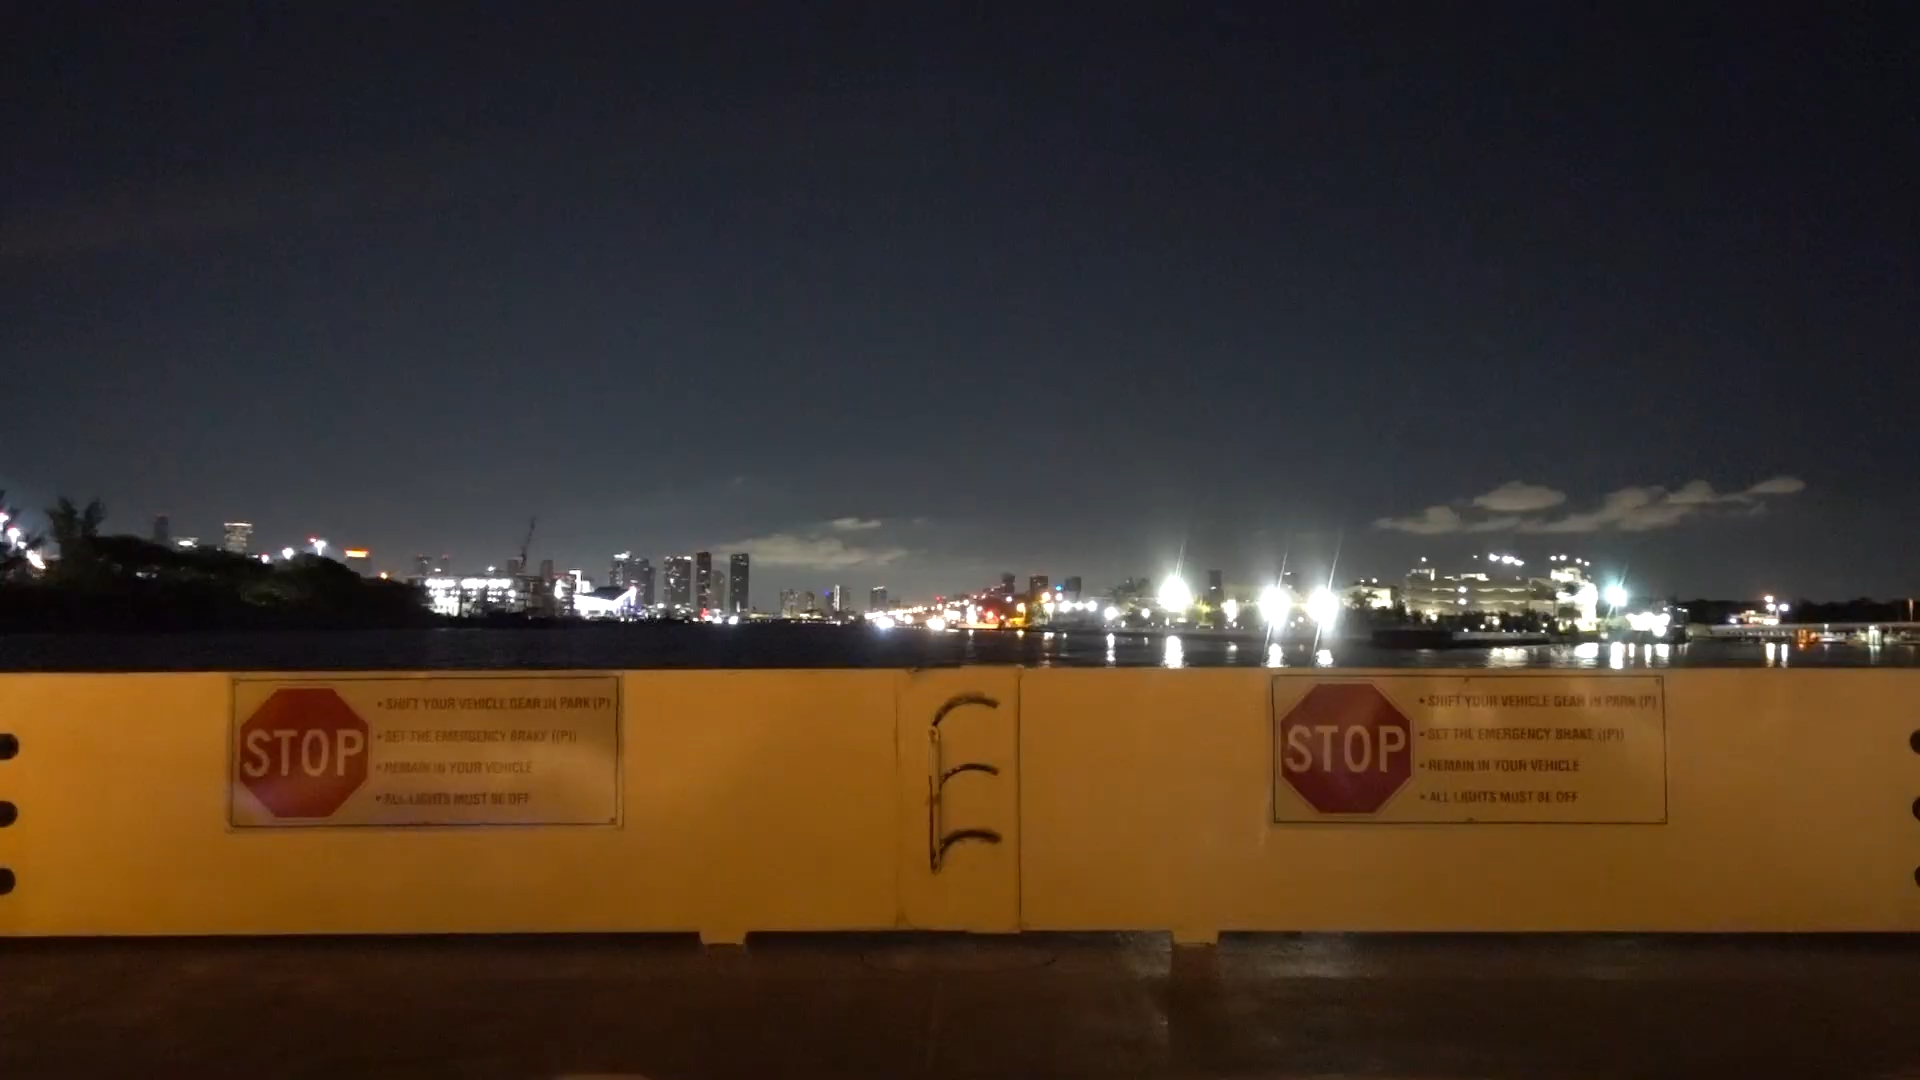 STOP
• SHIFT YOUR VEHICLE GEAR IN PARK (P)
• SET THE EMERGENCY BRAKE ((P))
• REMAIN IN YOUR VEHICLE
• ALL LIGHTS MUST BE OFF
STOP
• SHIFT YOUR VEHICLE GEAR IN PARK (P)
• SET THE EMERGENCY BRAKE ((P))
• REMAIN IN YOUR VEHICLE
• ALL LIGHTS MUST BE OFF